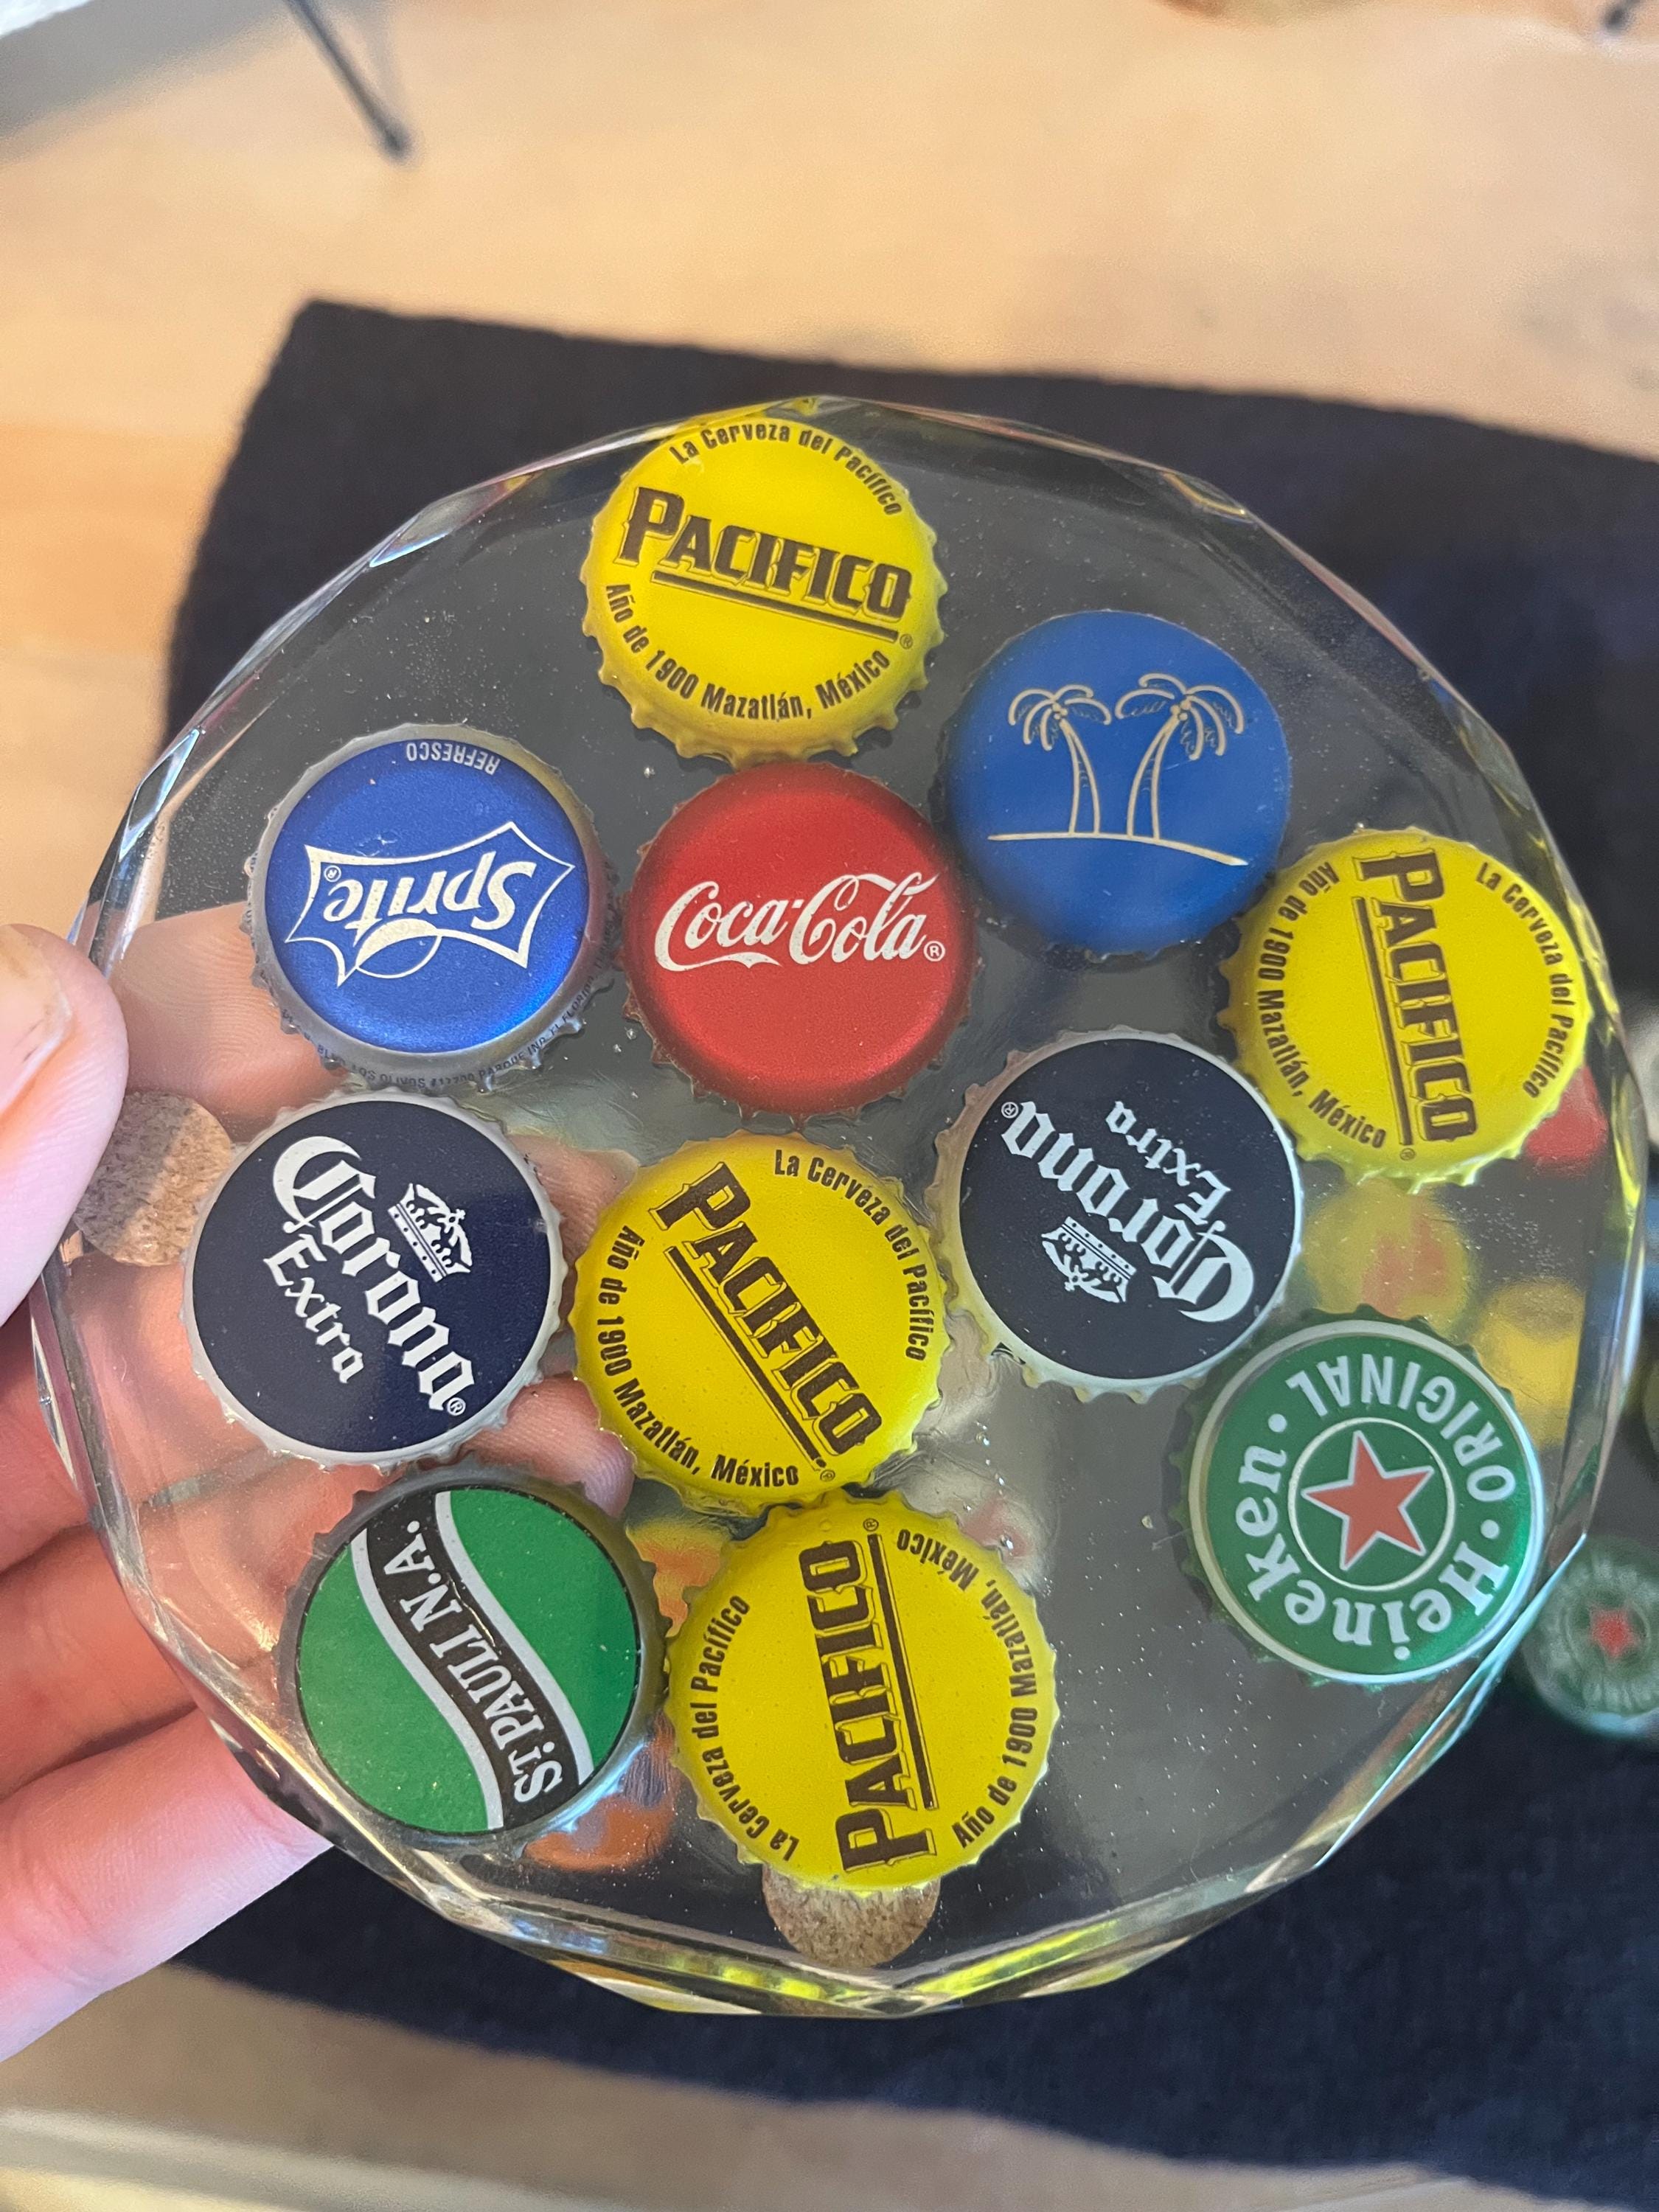 La Cerveza del Pacífico
PACIFICO®
Año de 1900 Mazatlán, México
REFRESCO
Sprite®
Coca-Cola®
La Cerveza del Pacífico
PACIFICO®
Año de 1900 Mazatlán, México
Corona®
Extra
La Cerveza del Pacífico
PACIFICO®
Año de 1900 Mazatlán, México
Corona®
Extra
Heineken • ORIGINAL • Heineken
ST. PAULI N.A.
La Cerveza del Pacífico
PACIFICO®
Año de 1900 Mazatlán, México